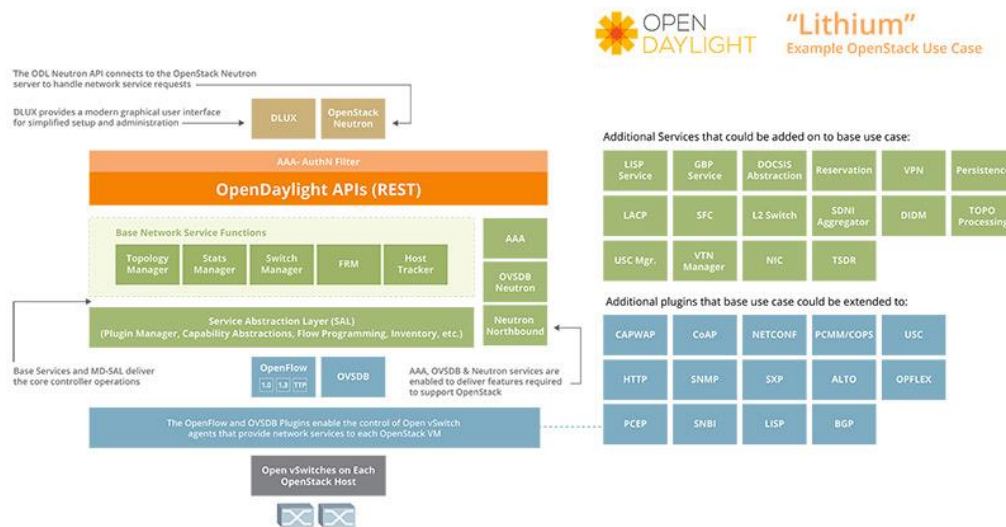 OPEN
DAYLIGHT
"Lithium"
Example OpenStack Use Case
The ODL Neutron API connects to the OpenStack Neutron
server to handle network service requests
DLUX provides a modern graphical user interface
for simplified setup and administration
DLUX
OpenStack
Neutron
AAA- AuthN Filter
OpenDaylight APIs (REST)
Base Network Service Functions
Topology
Manager
Stats
Manager
Switch
Manager
FRM
Host
Tracker
AAA
OVSDB
Neutron
Neutron
Northbound
Service Abstraction Layer (SAL)
(Plugin Manager, Capability Abstractions, Flow Programming, Inventory, etc.)
Base Services and MD-SAL deliver
the core controller operations
OpenFlow
1.0 1.3 TTP
OVSDB
AAA, OVSDB & Neutron services are
enabled to deliver features required
to support OpenStack
The OpenFlow and OVSDB Plugins enable the control of Open vSwitch
agents that provide network services to each OpenStack VM
Open vSwitches on Each
OpenStack Host
Additional Services that could be added on to base use case:
LISP
Service
GBP
Service
DOCSIS
Abstraction
Reservation
VPN
Persistence
LACP
SFC
L2 Switch
SDNI
Aggregator
DIDM
TOPO
Processing
USC Mgr.
VTN
Manager
NIC
TSDR
Additional plugins that base use case could be extended to:
CAPWAP
CoAP
NETCONF
PCMM/COPS
USC
HTTP
SNMP
SXP
ALTO
OPFLEX
PCEP
SNBI
LISP
BGP